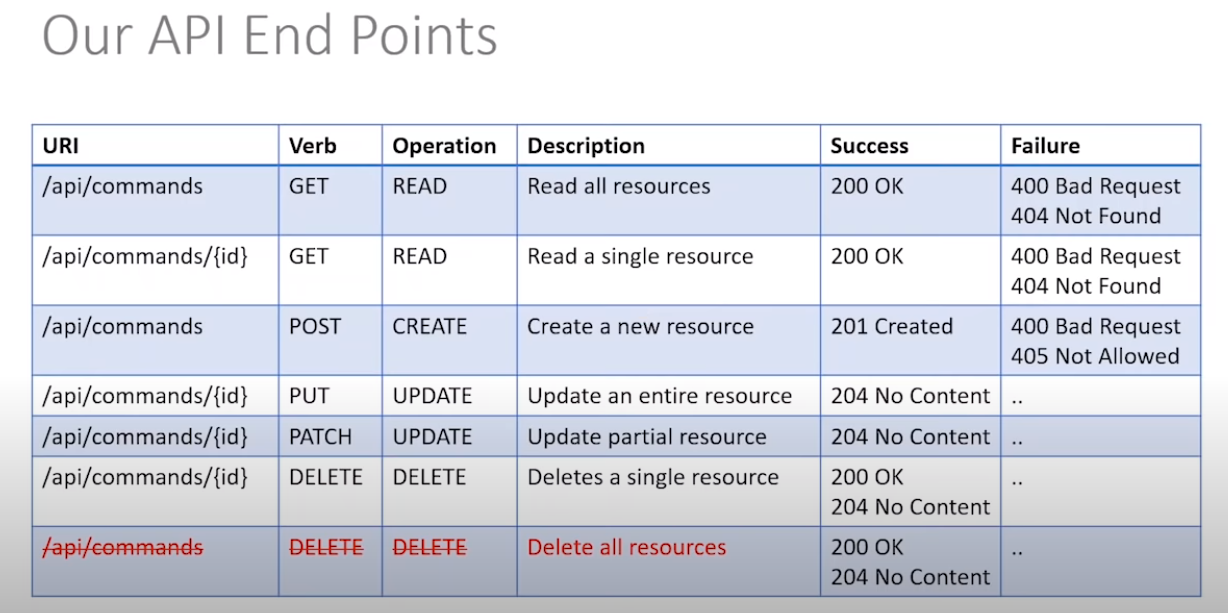 Our API End Points
URI Verb Operation Description Success Failure
/api/commands GET READ Read all resources 200 OK 400 Bad Request
404 Not Found
/api/commands/{id} GET READ Read a single resource 200 OK 400 Bad Request
404 Not Found
/api/commands POST CREATE Create a new resource 201 Created 400 Bad Request
405 Not Allowed
/api/commands/{id} PUT UPDATE Update an entire resource 204 No Content ..
/api/commands/{id} PATCH UPDATE Update partial resource 204 No Content ..
/api/commands/{id} DELETE DELETE Deletes a single resource 200 OK ..
204 No Content
/api/commands DELETE DELETE Delete all resources 200 OK ..
204 No Content